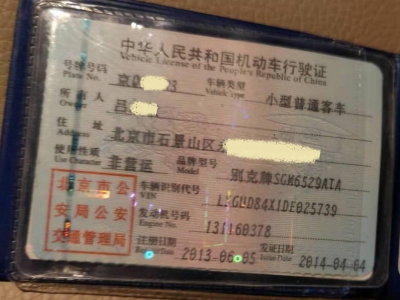 中华人民共和国机动车行驶证
Vehicle License of the People's Republic of China
号牌号码 京Q 车辆类型 小型普通客车
Plate No. Vehicle Type
所有人 吕
Owner
住址 北京市石景山区
Address
使用性质 非营运 品牌型号 别克牌SGM6529ATA
Use Character Model
北京市公安局公安交通管理局
车辆识别代号 LSGUD84X1DE025739
VIN
发动机号码 131160378
Engine No.
注册日期 2013-06-05 发证日期 2014-04-04
Register Date Issue Date